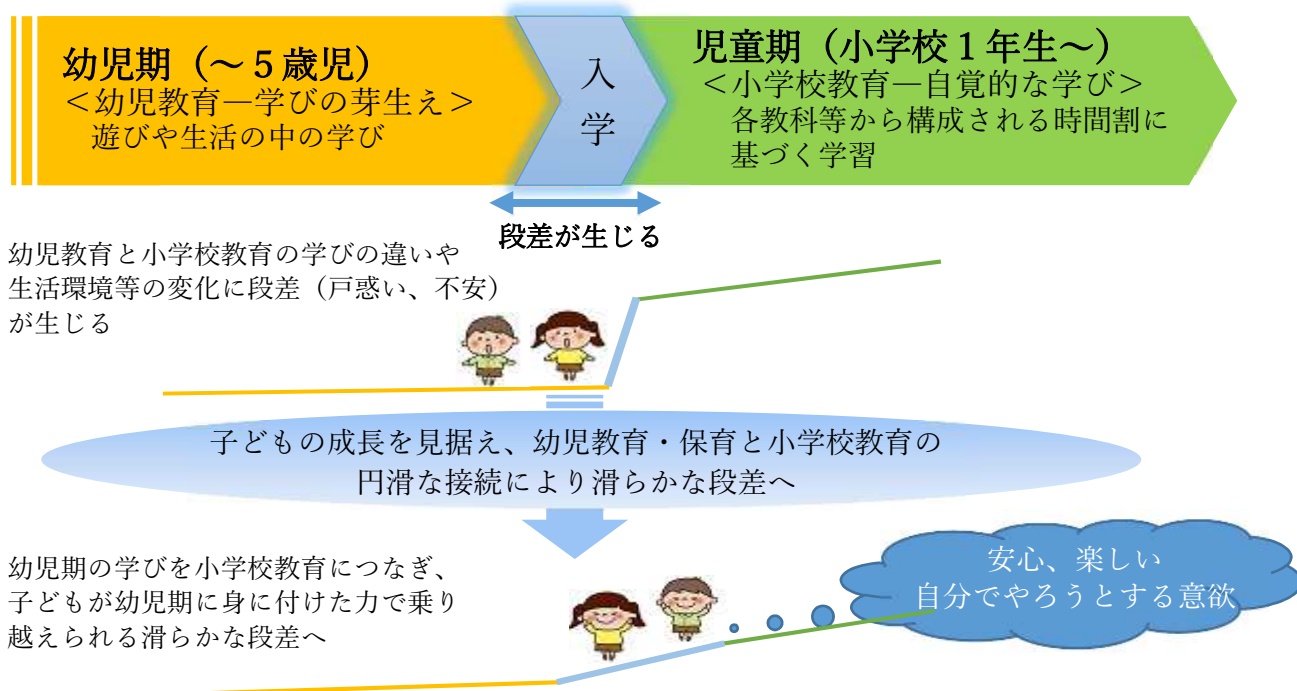 幼児期（～５歳児）
＜幼児教育―学びの芽生え＞
遊びや生活の中の学び
入
学
児童期（小学校１年生～）
＜小学校教育―自覚的な学び＞
各教科等から構成される時間割に
基づく学習
段差が生じる
幼児教育と小学校教育の学びの違いや
生活環境等の変化に段差（戸惑い、不安）
が生じる
子どもの成長を見据え、幼児教育・保育と小学校教育の
円滑な接続により滑らかな段差へ
幼児期の学びを小学校教育につなぎ、
子どもが幼児期に身に付けた力で乗り
越えられる滑らかな段差へ
安心、楽しい
自分でやろうとする意欲